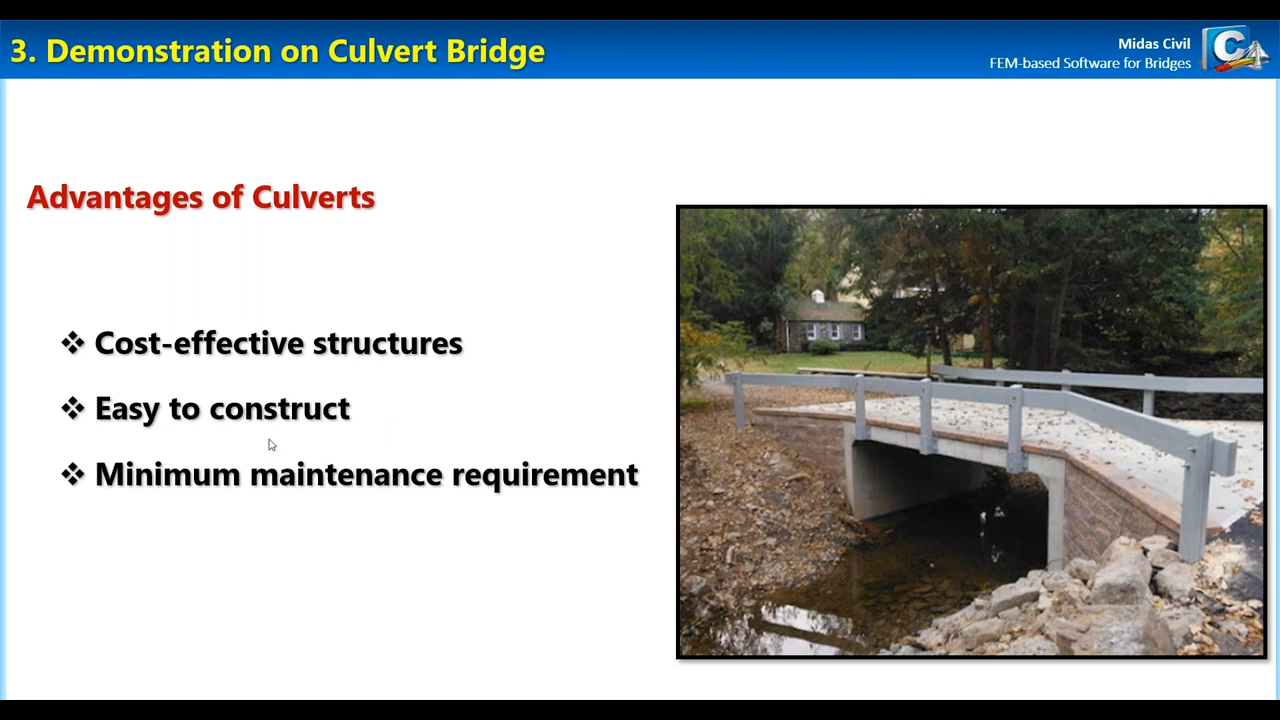 3. Demonstration on Culvert Bridge
Midas Civil
FEM-based Software for Bridges
C
Advantages of Culverts
❖ Cost-effective structures
❖ Easy to construct
❖ Minimum maintenance requirement